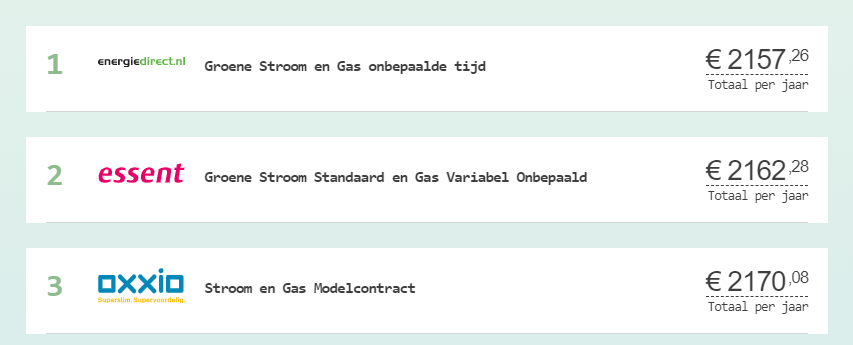 1
energiedirect.nl
Groene Stroom en Gas onbepaalde tijd
€ 2157,26
Totaal per jaar
2
essent
Groene Stroom Standaard en Gas Variabel Onbepaald
€ 2162,28
Totaal per jaar
3
oxxio
Superslim. Supervoordelig.
Stroom en Gas Modelcontract
€ 2170,08
Totaal per jaar